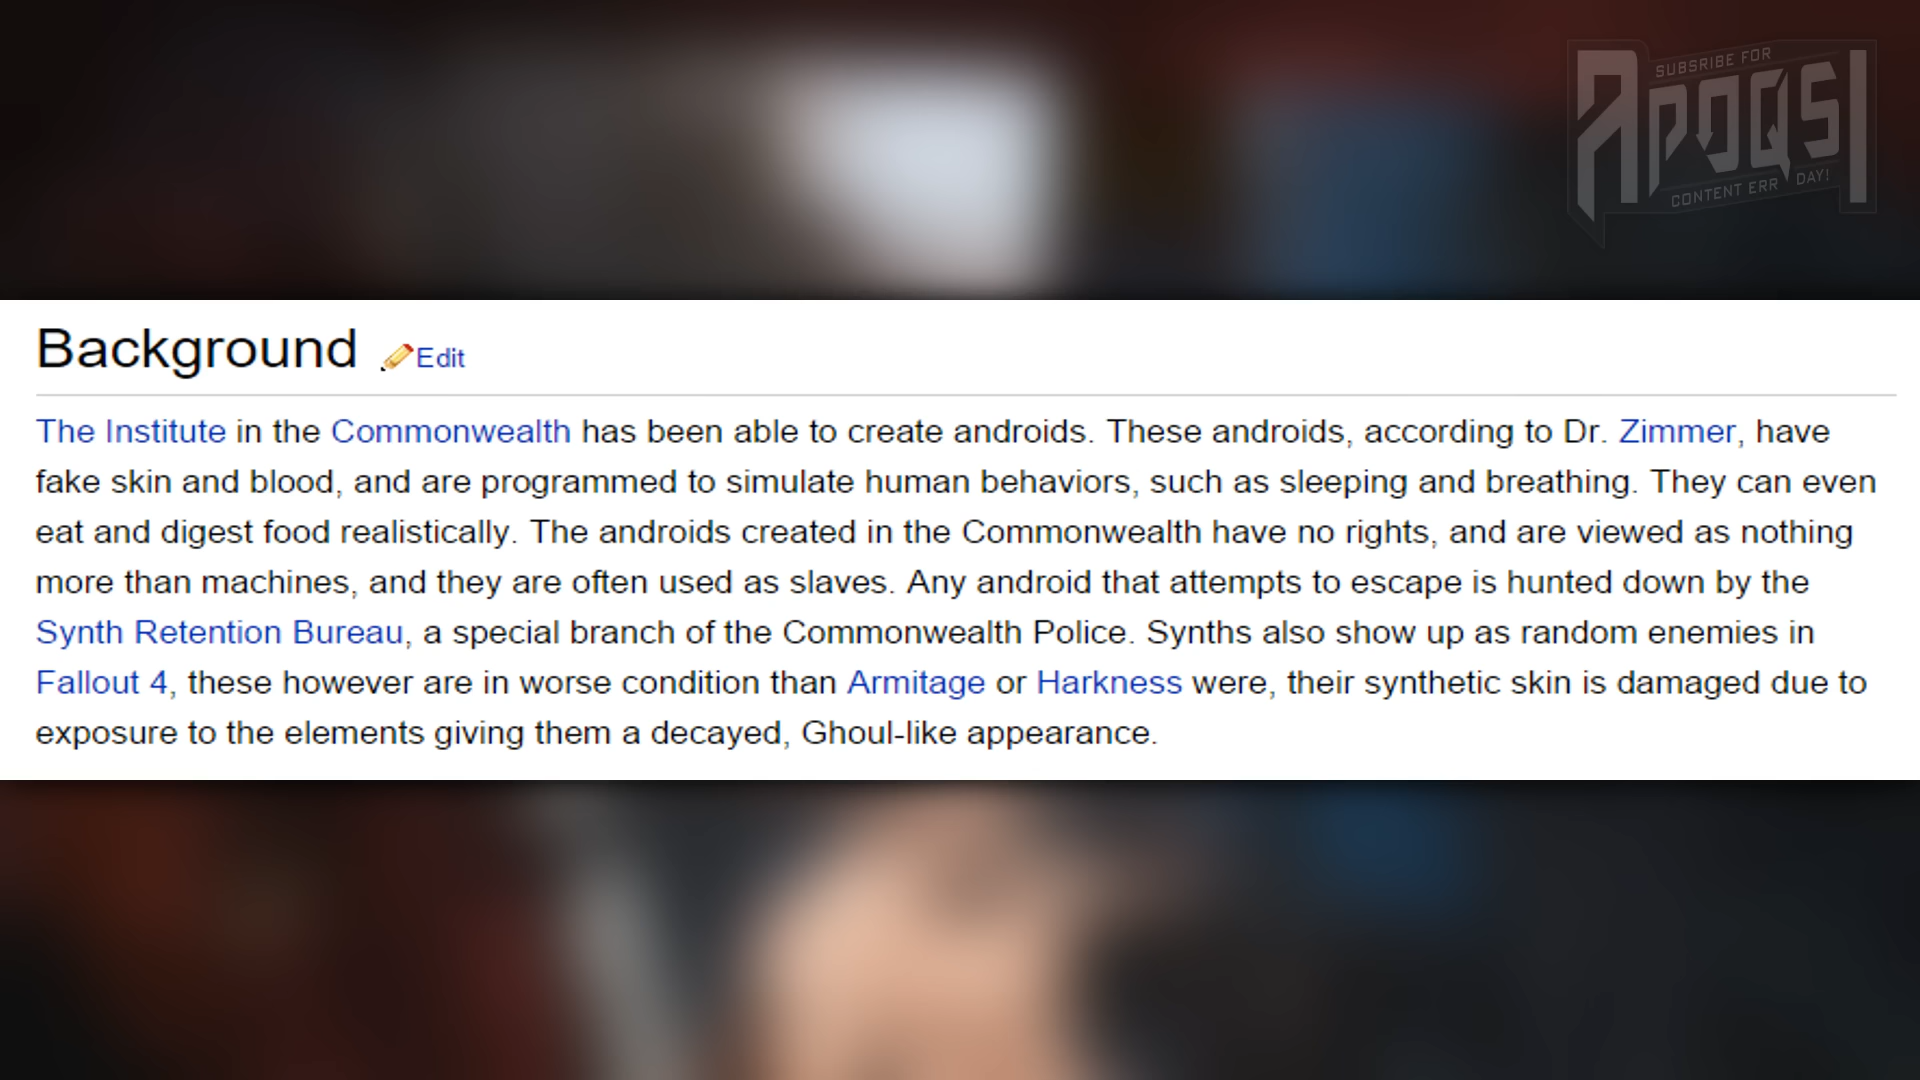 SUBSRIBE FOR
APOQSI
CONTENT ERR DAY!
Background Edit
The Institute in the Commonwealth has been able to create androids. These androids, according to Dr. Zimmer, have
fake skin and blood, and are programmed to simulate human behaviors, such as sleeping and breathing. They can even
eat and digest food realistically. The androids created in the Commonwealth have no rights, and are viewed as nothing
more than machines, and they are often used as slaves. Any android that attempts to escape is hunted down by the
Synth Retention Bureau, a special branch of the Commonwealth Police. Synths also show up as random enemies in
Fallout 4, these however are in worse condition than Armitage or Harkness were, their synthetic skin is damaged due to
exposure to the elements giving them a decayed, Ghoul-like appearance.